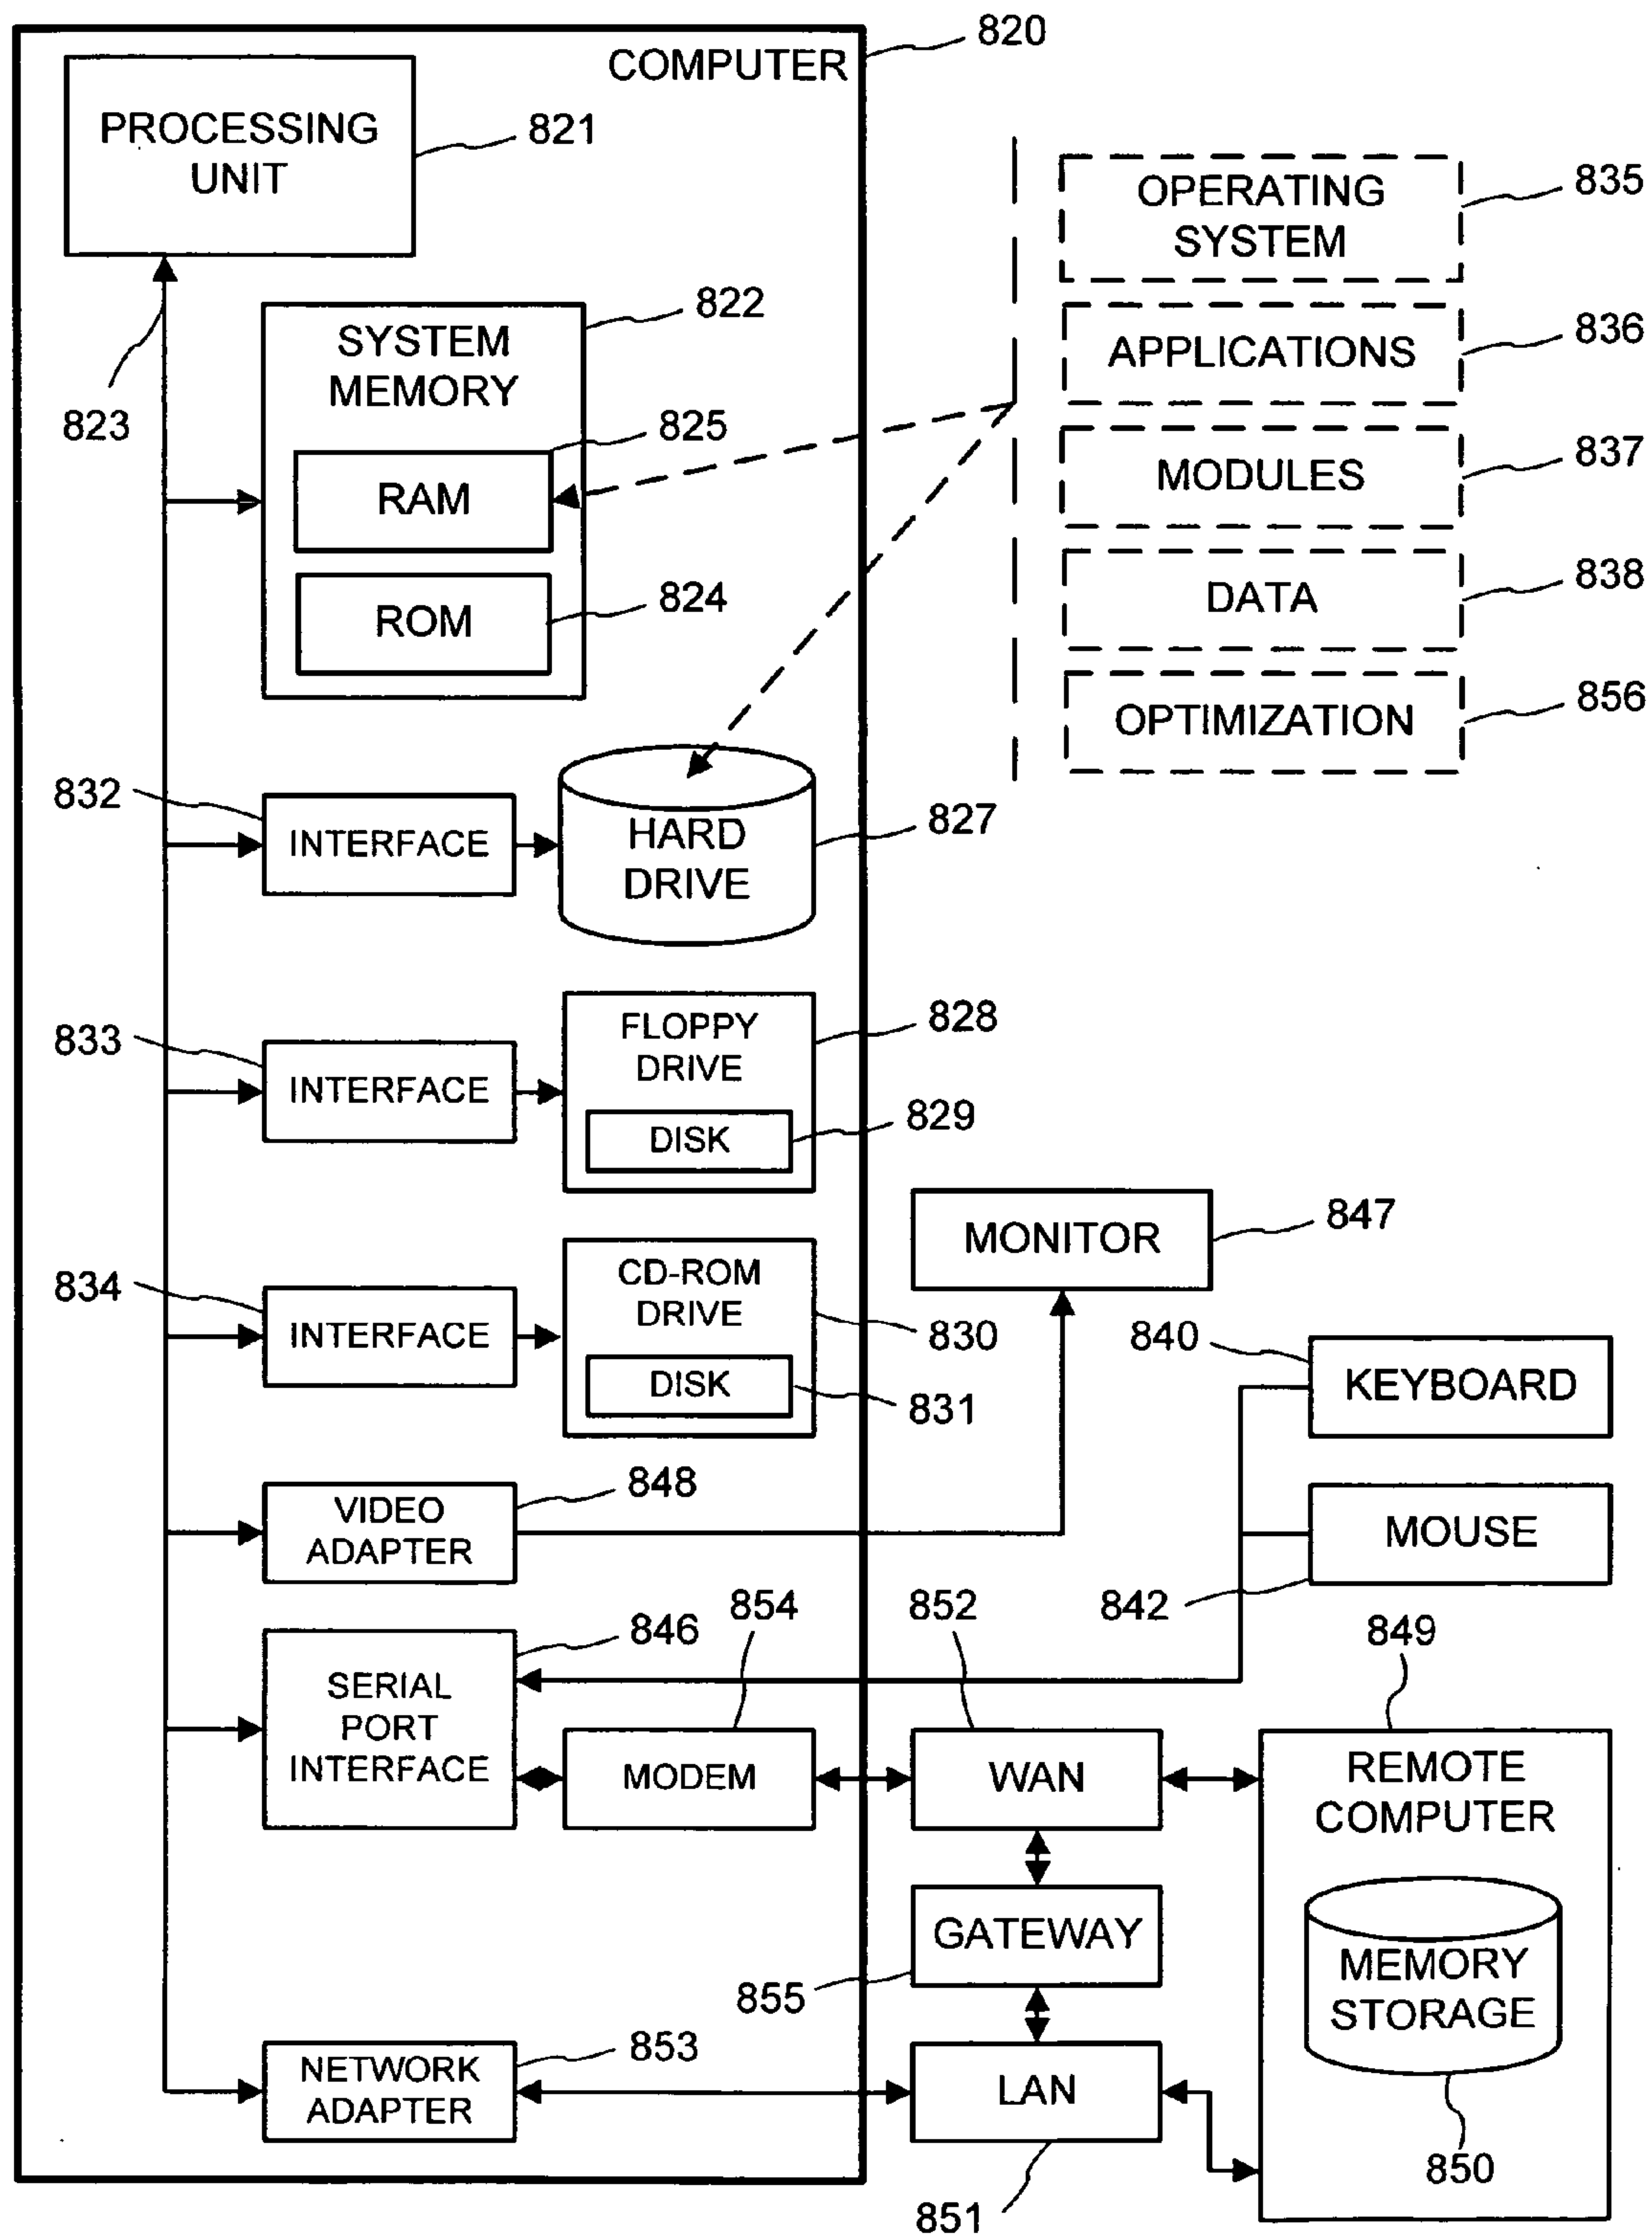 820
COMPUTER
PROCESSING
UNIT
821
OPERATING
SYSTEM
835
822
SYSTEM
MEMORY
APPLICATIONS
836
823
825
RAM
MODULES
837
824
ROM
DATA
838
OPTIMIZATION
856
832
INTERFACE
HARD
DRIVE
827
833
INTERFACE
FLOPPY
DRIVE
828
DISK
829
MONITOR
847
834
INTERFACE
CD-ROM
DRIVE
830
DISK
831
840
KEYBOARD
VIDEO
ADAPTER
848
MOUSE
842
846
SERIAL
PORT
INTERFACE
854
MODEM
852
WAN
849
REMOTE
COMPUTER
GATEWAY
855
MEMORY
STORAGE
850
NETWORK
ADAPTER
853
LAN
851